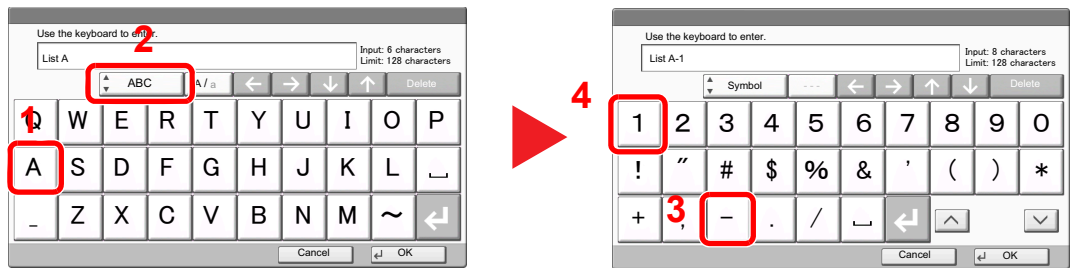 Use the keyboard to enter.
2
List A
Input: 6 characters
Limit: 128 characters
ABC
A / a
← → ↓ ↑
Delete
Q W E R T Y U I O P
1
A S D F G H J K L ⎵
_ Z X C V B N M ~ ↵
Cancel
↵ OK
Use the keyboard to enter.
List A-1
Input: 8 characters
Limit: 128 characters
Symbol
- - -
← → ↑ ↓
Delete
4
1 2 3 4 5 6 7 8 9 0
! " # $ % & ' ( ) *
3
+ , - . / ⎵ ↵
Cancel
↵ OK